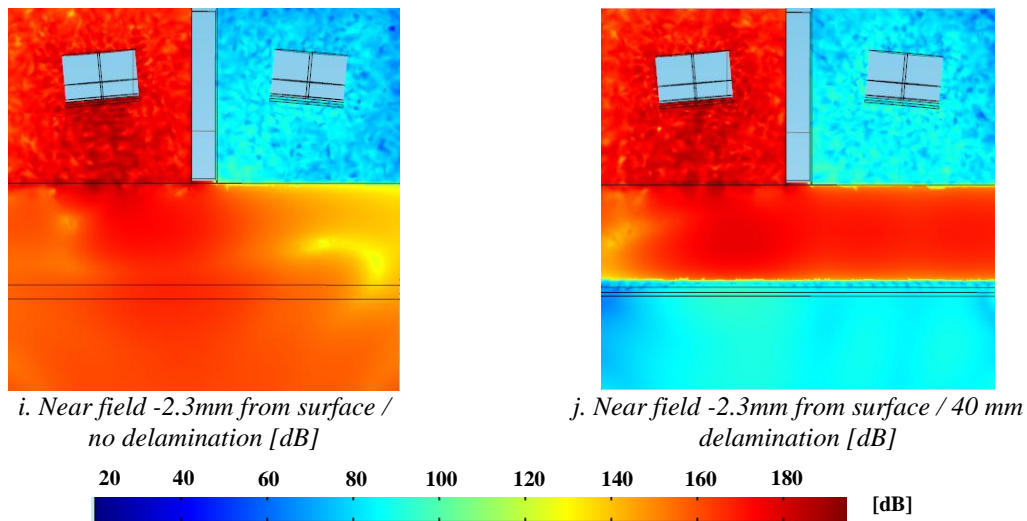 i. Near field -2.3mm from surface /
no delamination [dB]
j. Near field -2.3mm from surface / 40 mm
delamination [dB]
20 40 60 80 100 120 140 160 180
[dB]